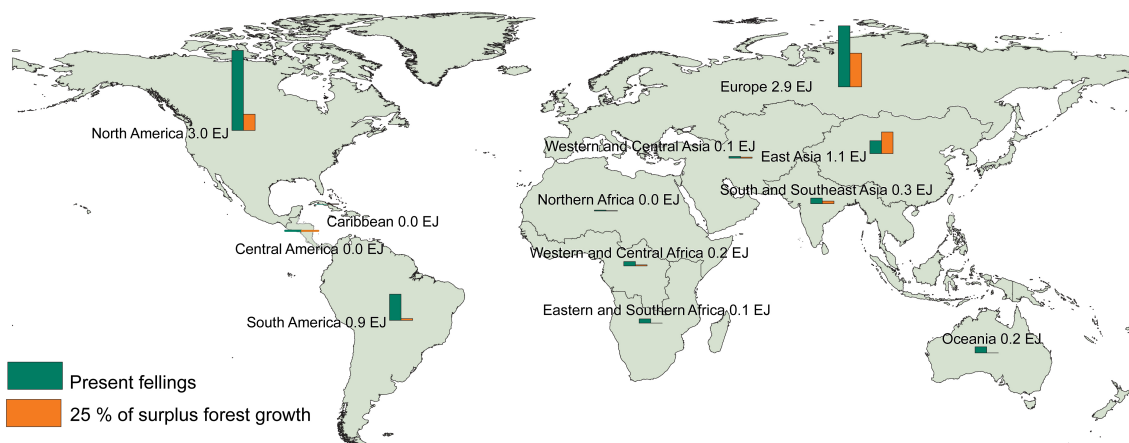 Europe 2.9 EJ
North America 3.0 EJ
Western and Central Asia 0.1 EJ
East Asia 1.1 EJ
South and Southeast Asia 0.3 EJ
Northern Africa 0.0 EJ
Caribbean 0.0 EJ
Central America 0.0 EJ
Western and Central Africa 0.2 EJ
Eastern and Southern Africa 0.1 EJ
South America 0.9 EJ
Oceania 0.2 EJ
Present fellings
25 % of surplus forest growth